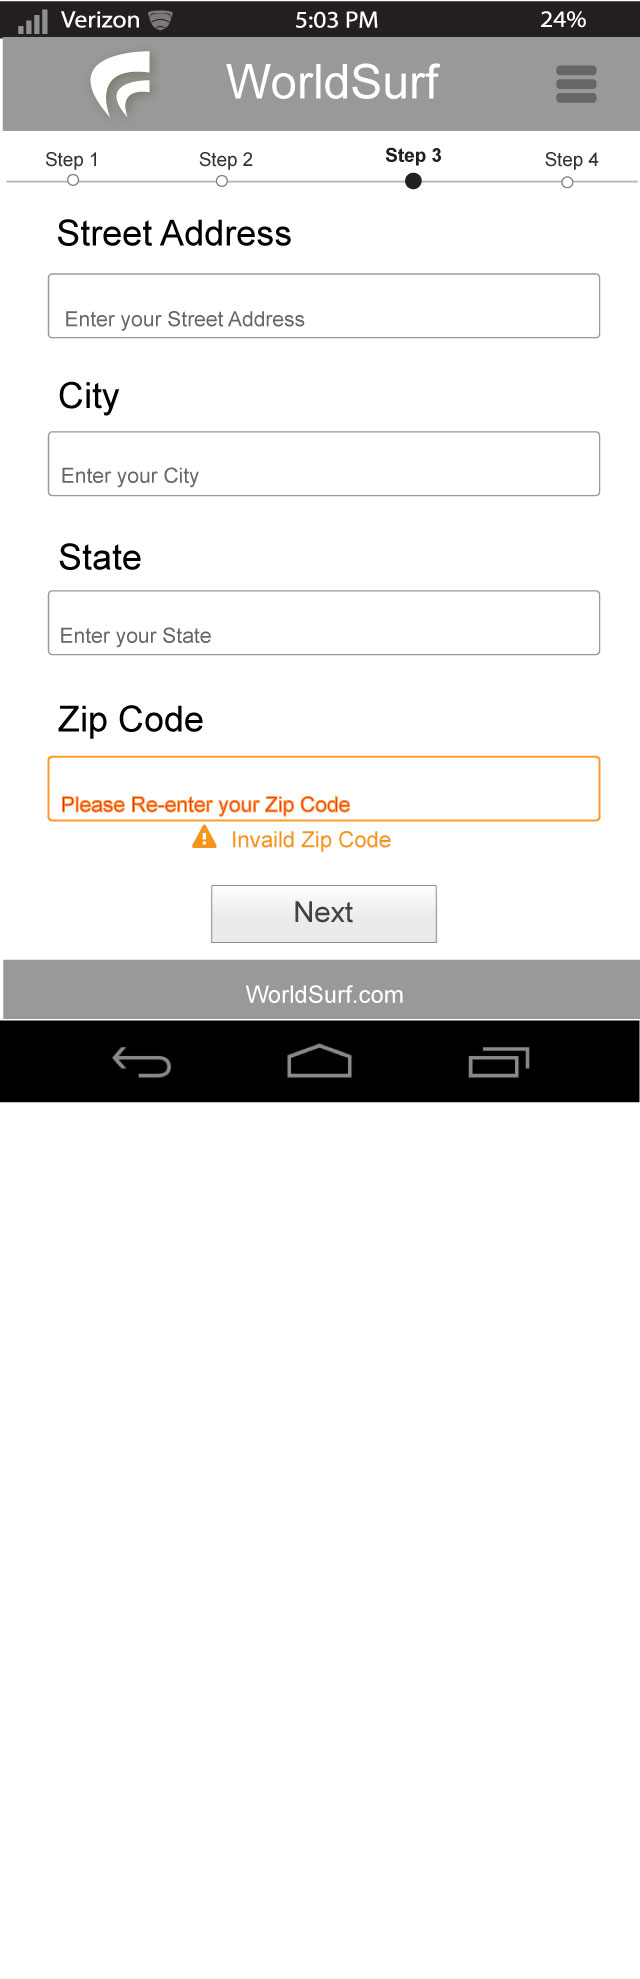 Verizon 5:03 PM 24%
WorldSurf
Step 1 Step 2 Step 3 Step 4
Street Address
Enter your Street Address
City
Enter your City
State
Enter your State
Zip Code
Please Re-enter your Zip Code
Invaild Zip Code
Next
WorldSurf.com